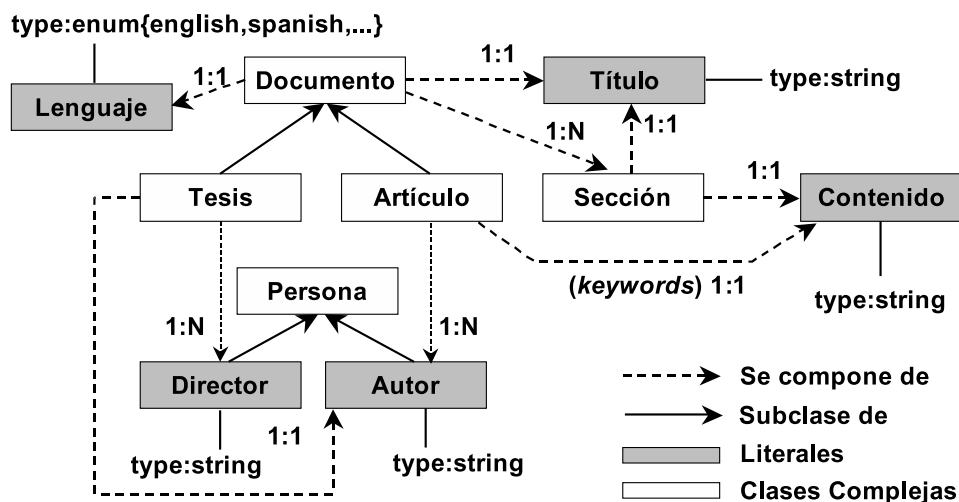 type:enum{english,spanish,...}
1:1
Documento
1:1
Título
type:string
Lenguaje
1:N
1:1
Tesis
Artículo
Sección
1:1
Contenido
(keywords) 1:1
Persona
type:string
1:N
1:N
Director
Autor
Se compone de
Subclase de
1:1
type:string
type:string
Literales
Clases Complejas